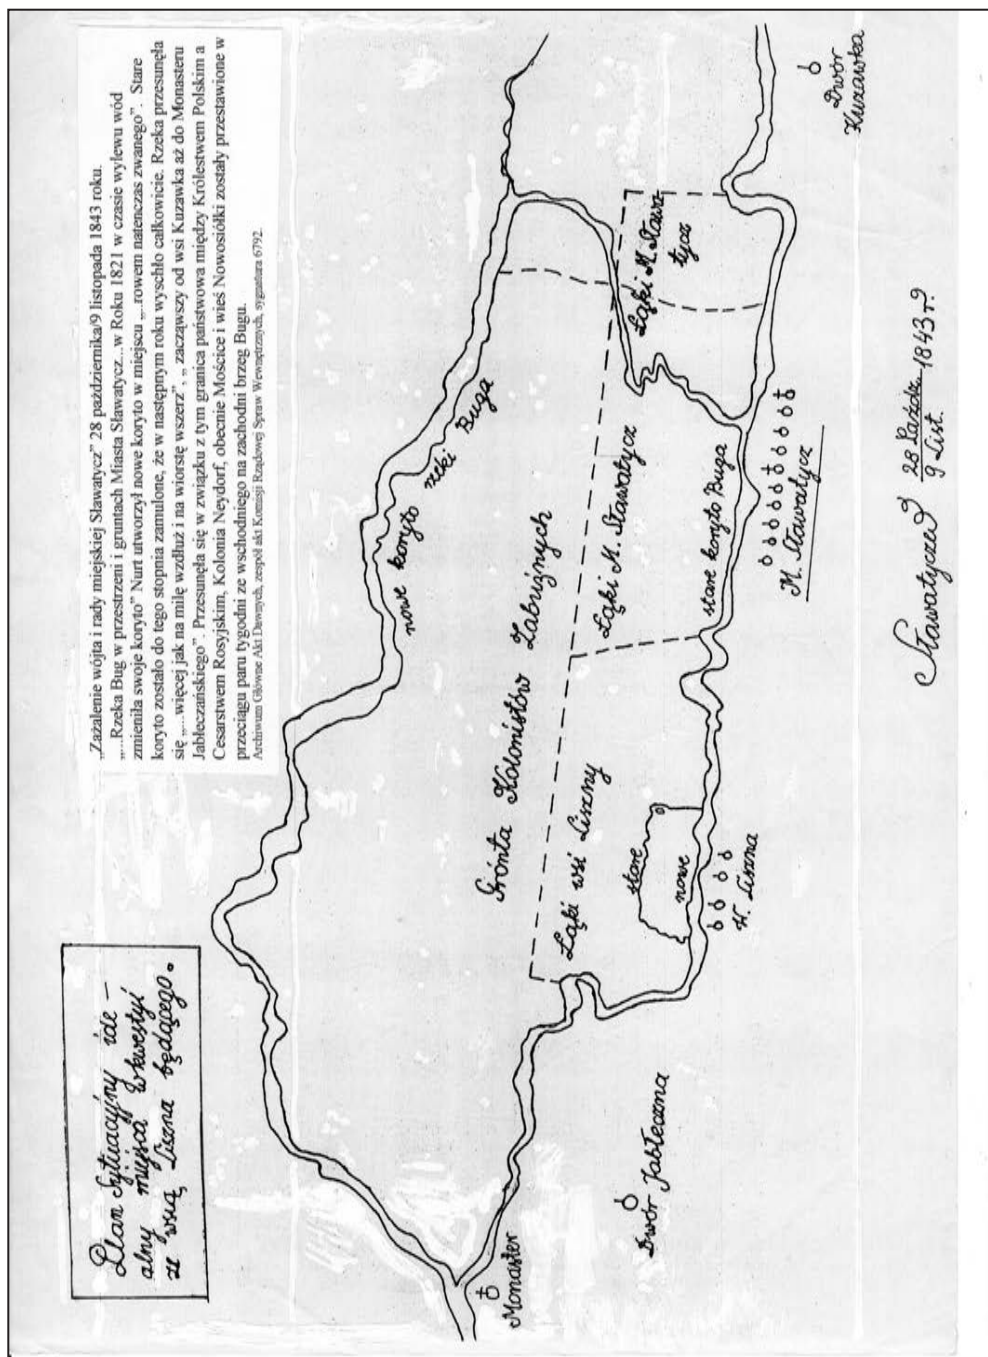 Plan Sytuacyjny ide-
alny miejsca w kwestyi
z wsią Liszna będącego.
„Zażalenie wójta i rady miejskiej Sławatycz” 28 października/9 listopada 1843 roku.
„...Rzeka Bug w przestrzeni i gruntach Miasta Sławatycz...w Roku 1821 w czasie wylewu wód
zmieniła swoje koryto” Nurt utworzył nowe koryto w miejscu „...rowem natenczas zwanego”. Stare
koryto zostało do tego stopnia zamulone, że w następnym roku wyschło całkowicie. Rzeka przesunęła
się „...więcej jak na milę wzdłuż i na wiorstę wszerz”, „ zacząwszy od wsi Kuzawka aż do Monasteru
Jabłeczańskiego”. Przesunęła się w związku z tym granica państwowa między Królestwem Polskim a
Cesarstwem Rosyjskim, Kolonia Neydorf, obecnie Mościce i wieś Nowosiółki zostały przestawione w
przeciągu paru tygodni ze wschodniego na zachodni brzeg Bugu.
Archiwum Główne Akt Dawnych, zespół akt Komisji Rządowej Spraw Wewnętrznych, sygnatura 6792.
nowe koryto rzeki Buga
Grónta Kolonistów Zabużnych
Łąki wsi Liszny
Łąki M. Sławatycz
Łąki M. Sława
tycz
stare
nowe
stare koryto Buga
Monaster
W. Liszna
M. Sławatycz
Dwór Jabłeczna
Dwór
Kuzawka
Sławatycze d 28 Paźdz. 1843 r.
9 List.